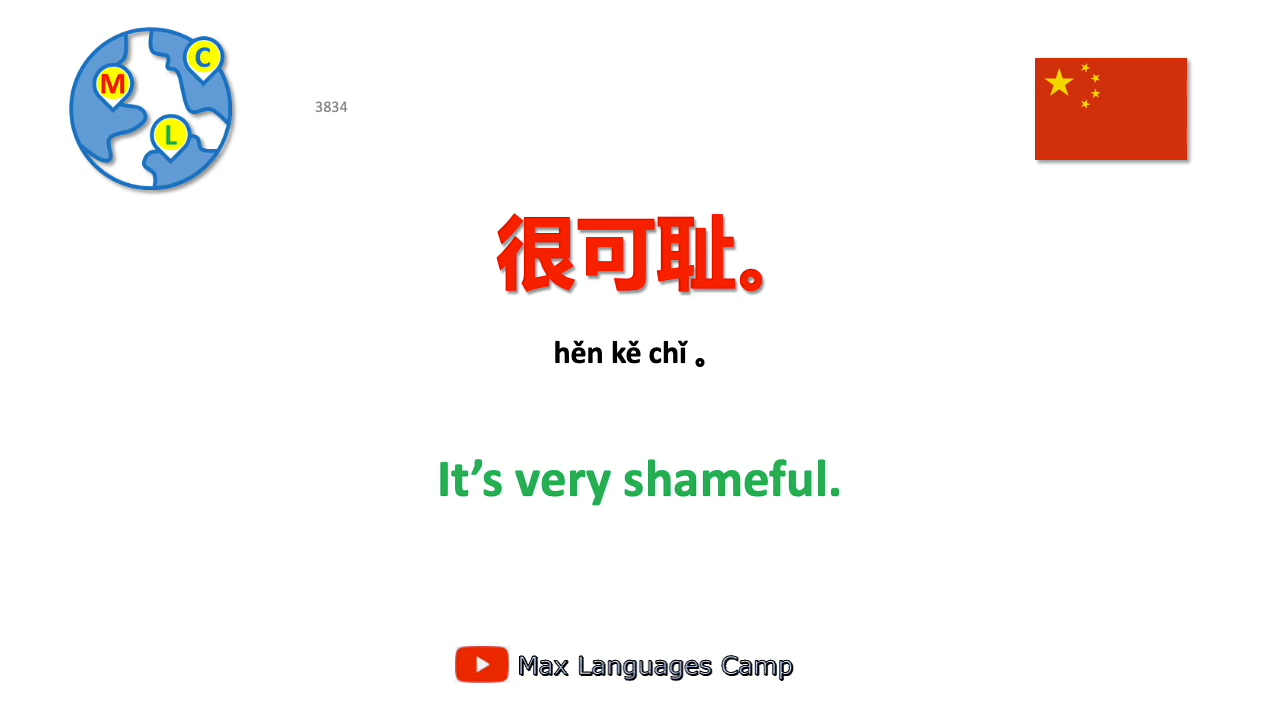 M
C
L
3834
很可耻。
hěn kě chǐ 。
It’s very shameful.
Max Languages Camp